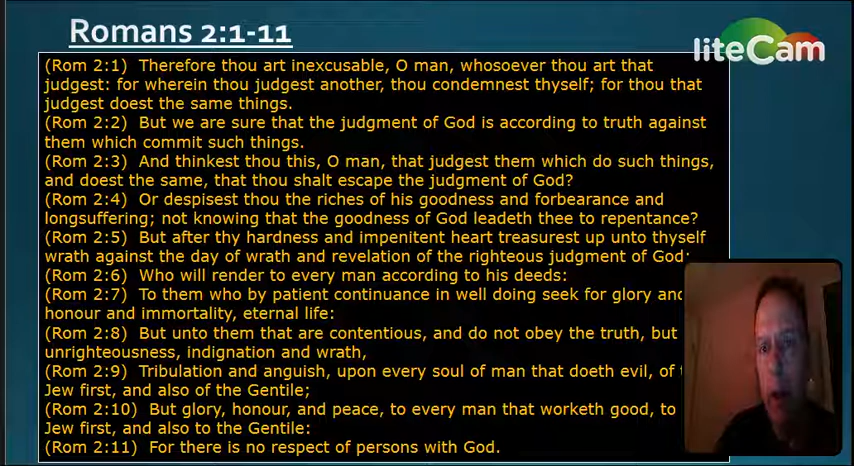 Romans 2:1-11
liteCam
(Rom 2:1) Therefore thou art inexcusable, O man, whosoever thou art that
judgest: for wherein thou judgest another, thou condemnest thyself; for thou that
judgest doest the same things.
(Rom 2:2) But we are sure that the judgment of God is according to truth against
them which commit such things.
(Rom 2:3) And thinkest thou this, O man, that judgest them which do such things,
and doest the same, that thou shalt escape the judgment of God?
(Rom 2:4) Or despisest thou the riches of his goodness and forbearance and
longsuffering; not knowing that the goodness of God leadeth thee to repentance?
(Rom 2:5) But after thy hardness and impenitent heart treasurest up unto thyself
wrath against the day of wrath and revelation of the righteous judgment of God;
(Rom 2:6) Who will render to every man according to his deeds:
(Rom 2:7) To them who by patient continuance in well doing seek for glory and
honour and immortality, eternal life:
(Rom 2:8) But unto them that are contentious, and do not obey the truth, but
unrighteousness, indignation and wrath,
(Rom 2:9) Tribulation and anguish, upon every soul of man that doeth evil, of
Jew first, and also of the Gentile;
(Rom 2:10) But glory, honour, and peace, to every man that worketh good, to
Jew first, and also to the Gentile:
(Rom 2:11) For there is no respect of persons with God.